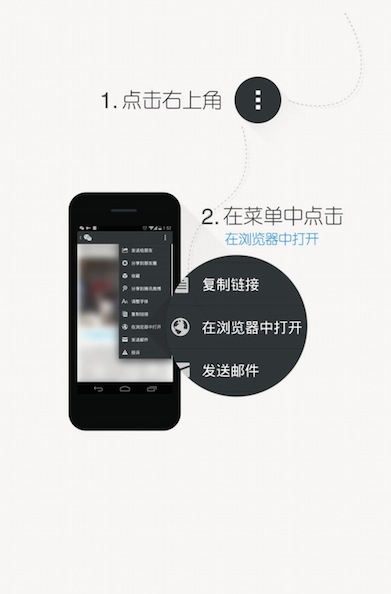 1. 点击右上角
2. 在菜单中点击
在浏览器中打开
发送给朋友
分享到朋友圈
收藏
分享到腾讯微博
调整字体
复制链接
在浏览器中打开
发送邮件
投诉
复制链接
在浏览器中打开
发送邮件